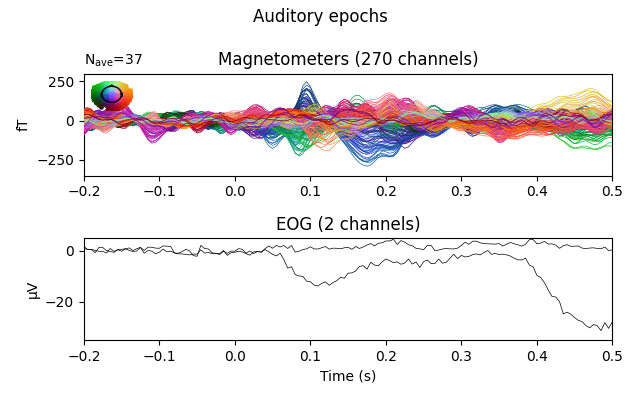 Auditory epochs
Nave=37
Magnetometers (270 channels)
250
0
−250
fT
−0.2 −0.1 0.0 0.1 0.2 0.3 0.4 0.5
EOG (2 channels)
0
−20
µV
−0.2 −0.1 0.0 0.1 0.2 0.3 0.4 0.5
Time (s)